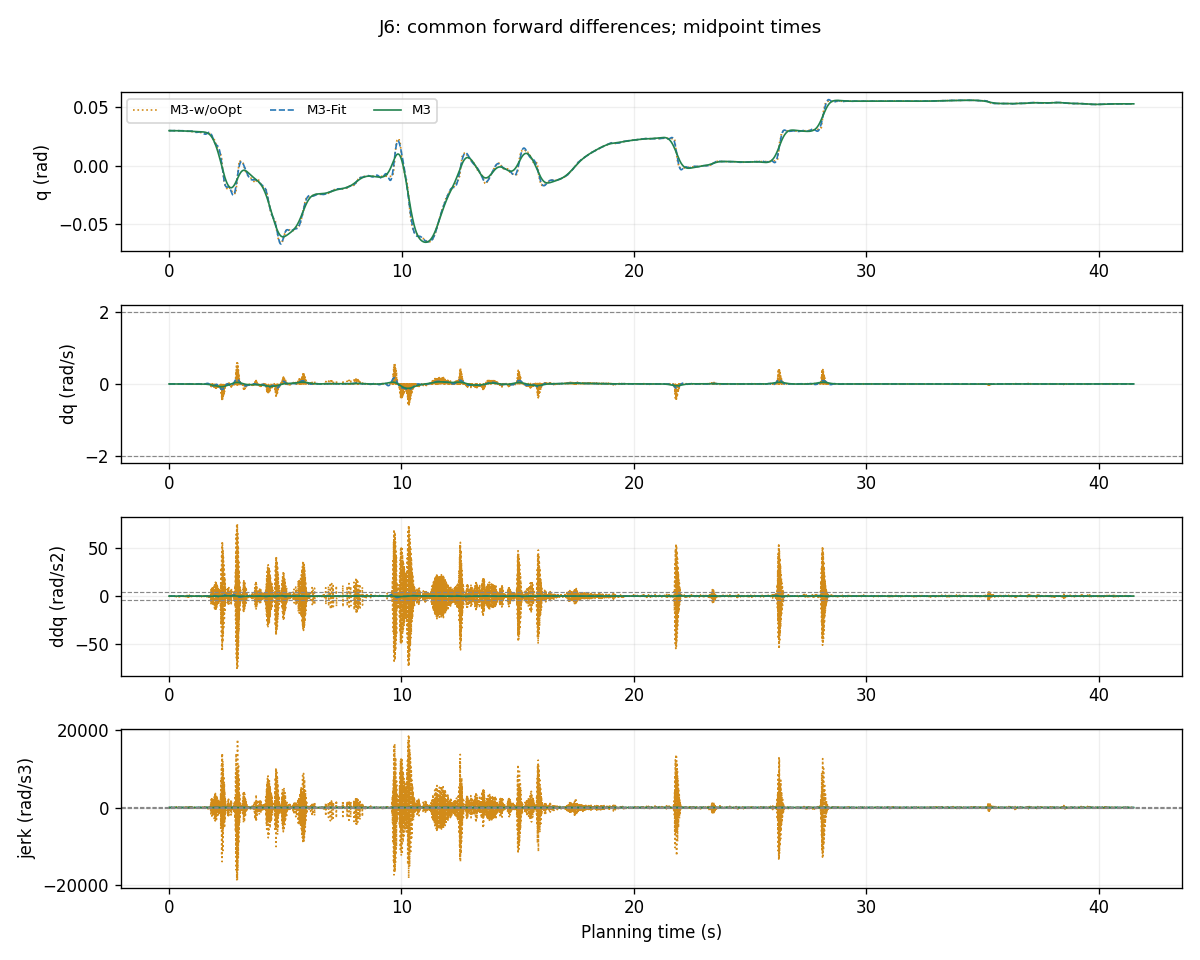 J6: common forward differences; midpoint times
M3-w/oOpt M3-Fit M3
q (rad)
0.05
0.00
−0.05
0 10 20 30 40
dq (rad/s)
2
0
−2
0 10 20 30 40
ddq (rad/s2)
50
0
−50
0 10 20 30 40
jerk (rad/s3)
20000
0
−20000
0 10 20 30 40
Planning time (s)